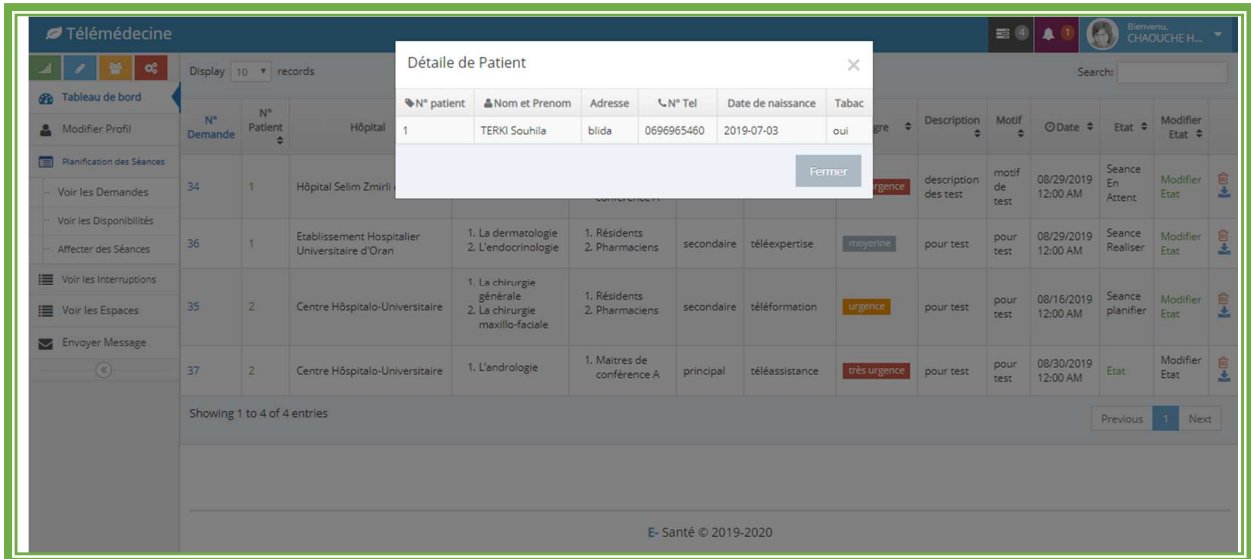 Télémédecine
4
1
Bienvenu,
CHAOUCHE H...
Tableau de bord
Modifier Profil
Planification des Séances
Voir les Demandes
Voir les Disponibilités
Affecter des Séances
Voir les Interruptions
Voir les Espaces
Envoyer Message
Détaile de Patient
×
N° patient Nom et Prenom Adresse N° Tel Date de naissance Tabac
1 TERKI Souhila blida 0696965460 2019-07-03 oui
Fermer
Display 10 records
Search:
N° Demande
N° Patient
Hôpital
gre
Description
Motif
Date
Etat
Modifier Etat
34 1 Hôpital Selim Zmirli
conférence A
urgence
description des test
motif de test
08/29/2019 12:00 AM
Seance En Attent
Modifier Etat
36 1 Etablissement Hospitalier Universitaire d'Oran
1. La dermatologie
2. L'endocrinologie
1. Résidents
2. Pharmaciens
secondaire téléexpertise moyenne pour test
pour test
08/29/2019 12:00 AM
Seance Realiser
Modifier Etat
35 2 Centre Hôspitalo-Universitaire
1. La chirurgie générale
2. La chirurgie maxillo-faciale
1. Résidents
2. Pharmaciens
secondaire téléformation urgence pour test
pour test
08/16/2019 12:00 AM
Seance planifier
Modifier Etat
37 2 Centre Hôspitalo-Universitaire
1. L'andrologie
1. Maitres de conférence A
principal téléassistance très urgence pour test
pour test
08/30/2019 12:00 AM
Etat
Modifier Etat
Showing 1 to 4 of 4 entries
Previous 1 Next
E- Santé © 2019-2020